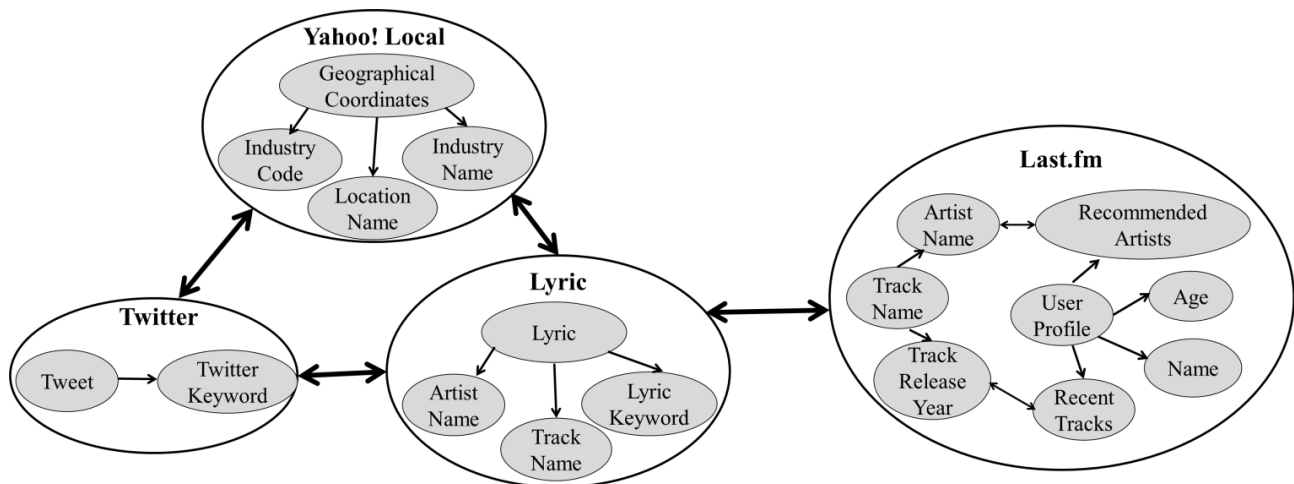 Yahoo! Local
Geographical
Coordinates
Industry
Code
Industry
Name
Location
Name
Twitter
Tweet
Twitter
Keyword
Lyric
Lyric
Artist
Name
Lyric
Keyword
Track
Name
Last.fm
Artist
Name
Recommended
Artists
Track
Name
User
Profile
Age
Track
Release
Year
Name
Recent
Tracks